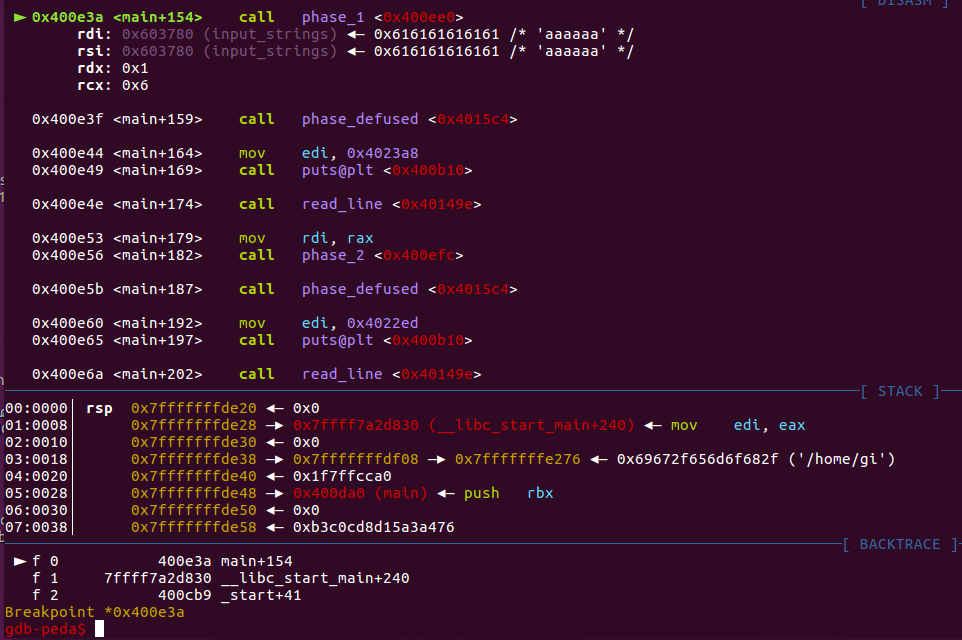 [ DISASM ]
► 0x400e3a <main+154> call phase_1 <0x400ee0>
rdi: 0x603780 (input_strings) ◂— 0x616161616161 /* 'aaaaaa' */
rsi: 0x603780 (input_strings) ◂— 0x616161616161 /* 'aaaaaa' */
rdx: 0x1
rcx: 0x6
0x400e3f <main+159> call phase_defused <0x4015c4>
0x400e44 <main+164> mov edi, 0x4023a8
0x400e49 <main+169> call puts@plt <0x400b10>
0x400e4e <main+174> call read_line <0x40149e>
0x400e53 <main+179> mov rdi, rax
0x400e56 <main+182> call phase_2 <0x400efc>
0x400e5b <main+187> call phase_defused <0x4015c4>
0x400e60 <main+192> mov edi, 0x4022ed
0x400e65 <main+197> call puts@plt <0x400b10>
0x400e6a <main+202> call read_line <0x40149e>
[ STACK ]
00:0000│ rsp 0x7fffffffde20 ◂— 0x0
01:0008│ 0x7fffffffde28 —▸ 0x7ffff7a2d830 (__libc_start_main+240) ◂— mov edi, eax
02:0010│ 0x7fffffffde30 ◂— 0x0
03:0018│ 0x7fffffffde38 —▸ 0x7fffffffdf08 —▸ 0x7fffffffe276 ◂— 0x69672f656d6f682f ('/home/gi')
04:0020│ 0x7fffffffde40 ◂— 0x1f7ffcca0
05:0028│ 0x7fffffffde48 —▸ 0x400da0 (main) ◂— push rbx
06:0030│ 0x7fffffffde50 ◂— 0x0
07:0038│ 0x7fffffffde58 ◂— 0xb3c0cd8d15a3a476
[ BACKTRACE ]
► f 0 400e3a main+154
f 1 7ffff7a2d830 __libc_start_main+240
f 2 400cb9 _start+41
Breakpoint *0x400e3a
gdb-peda$